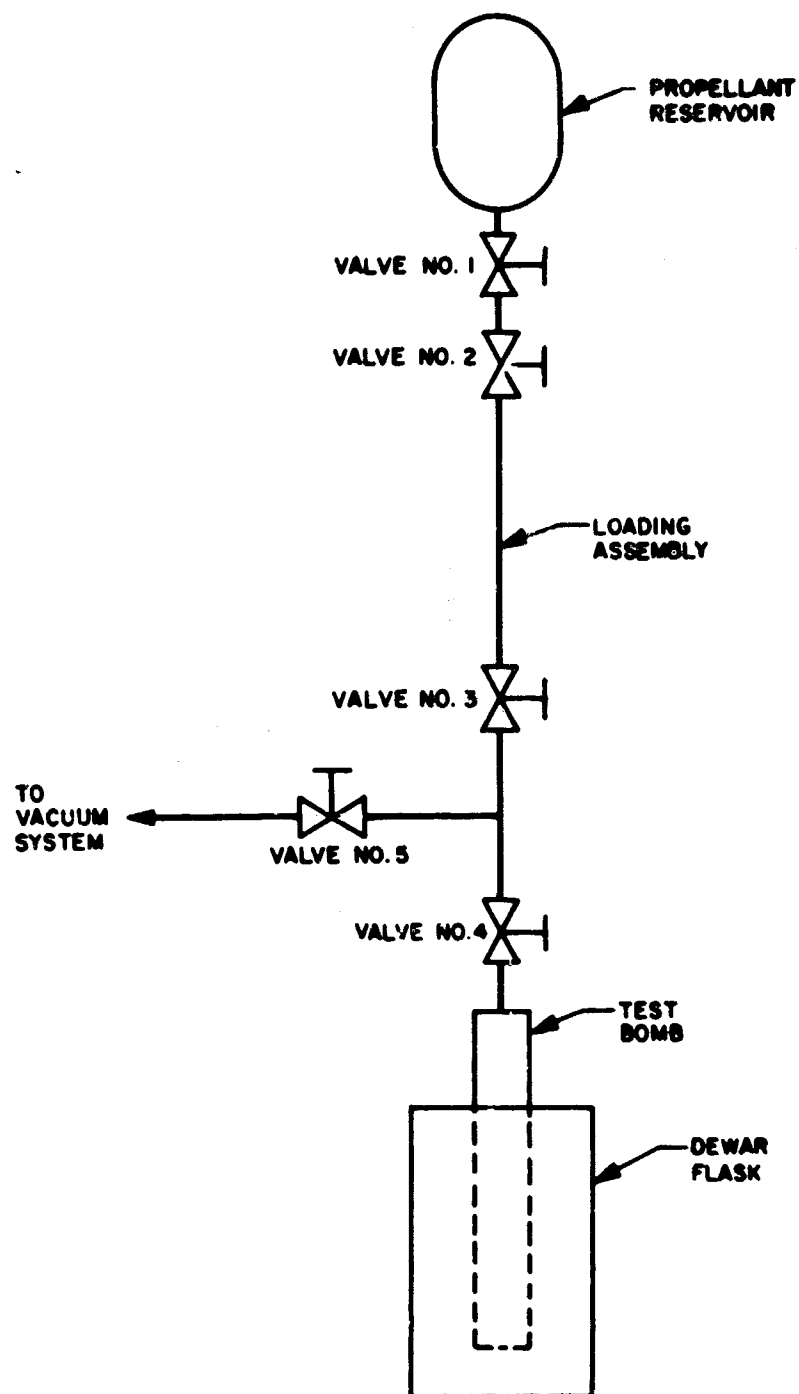 PROPELLANT
RESERVOIR
VALVE NO. 1
VALVE NO. 2
LOADING
ASSEMBLY
VALVE NO. 3
TO
VACUUM
SYSTEM
VALVE NO. 5
VALVE NO. 4
TEST
BOMB
DEWAR
FLASK